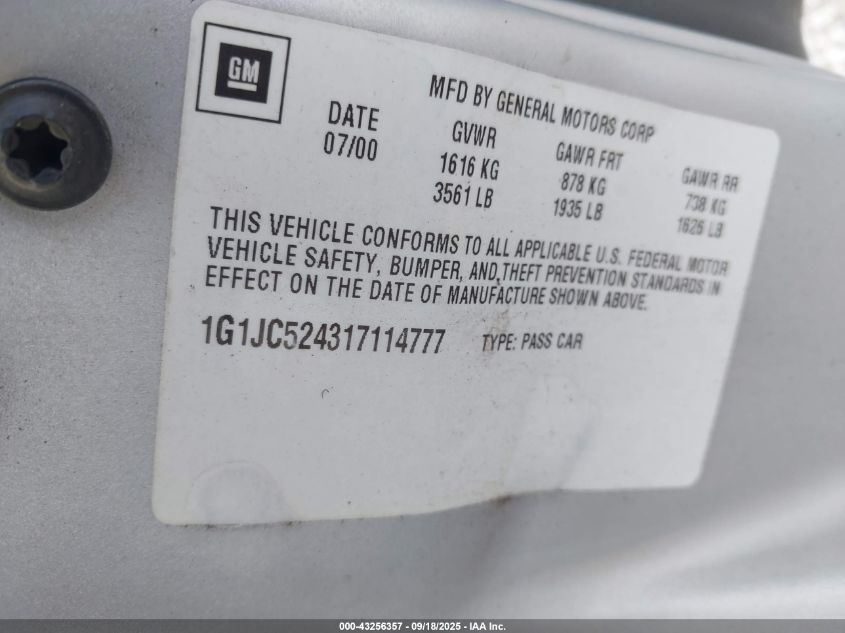 GM
MFD BY GENERAL MOTORS CORP
DATE
07/00
GVWR
1616 KG
3561 LB
GAWR FRT
878 KG
1935 LB
GAWR RR
738 KG
1626 LB
THIS VEHICLE CONFORMS TO ALL APPLICABLE U.S. FEDERAL MOTOR
VEHICLE SAFETY, BUMPER, AND THEFT PREVENTION STANDARDS IN
EFFECT ON THE DATE OF MANUFACTURE SHOWN ABOVE.
1G1JC524317114777 TYPE: PASS CAR
000-43256357 - 09/18/2025 - IAA Inc.